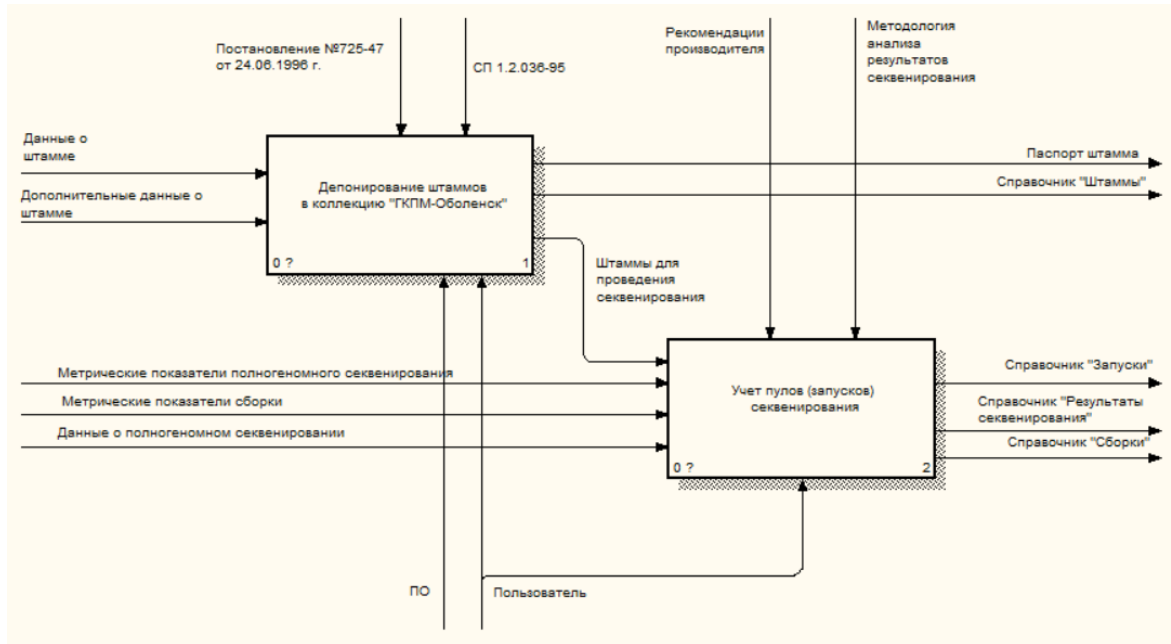 Постановление №725-47
от 24.06.1996 г.
СП 1.2.036-95
Рекомендации
производителя
Методология
анализа
результатов
секвенирования
Данные о
штамме
Дополнительные данные о
штамме
Депонирование штаммов
в коллекцию "ГКПМ-Оболенск"
0 ?
1
Паспорт штамма
Справочник "Штаммы"
Штаммы для
проведения
секвенирования
Метрические показатели полногеномного секвенирования
Метрические показатели сборки
Данные о полногеномном секвенировании
Учет пулов (запусков)
секвенирования
0 ?
2
Справочник "Запуски"
Справочник "Результаты
секвенирования"
Справочник "Сборки"
ПО
Пользователь